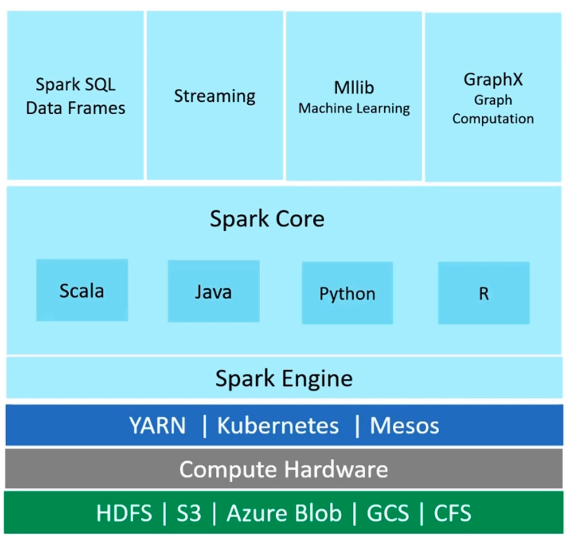 Spark SQL
Data Frames
Streaming
Mllib
Machine Learning
GraphX
Graph
Computation
Spark Core
Scala
Java
Python
R
Spark Engine
YARN | Kubernetes | Mesos
Compute Hardware
HDFS | S3 | Azure Blob | GCS | CFS